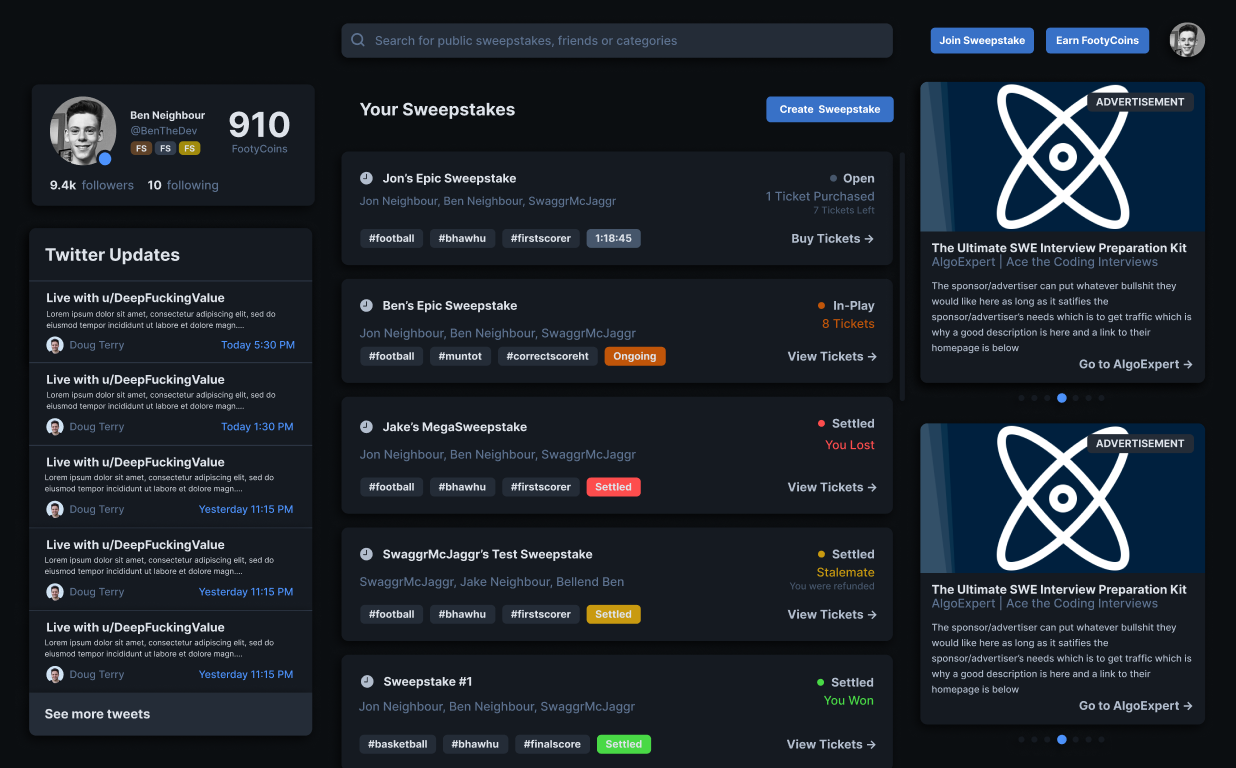 Search for public sweepstakes, friends or categories
Join Sweepstake
Earn FootyCoins
Ben Neighbour
@BenTheDev
FS FS FS
910
FootyCoins
9.4k followers 10 following
Twitter Updates
Live with u/DeepFuckingValue
Lorem ipsum dolor sit amet, consectetur adipiscing elit, sed do
eiusmod tempor incididunt ut labore et dolore magn....
Doug Terry Today 5:30 PM
Live with u/DeepFuckingValue
Lorem ipsum dolor sit amet, consectetur adipiscing elit, sed do
eiusmod tempor incididunt ut labore et dolore magn....
Doug Terry Today 1:30 PM
Live with u/DeepFuckingValue
Lorem ipsum dolor sit amet, consectetur adipiscing elit, sed do
eiusmod tempor incididunt ut labore et dolore magn....
Doug Terry Yesterday 11:15 PM
Live with u/DeepFuckingValue
Lorem ipsum dolor sit amet, consectetur adipiscing elit, sed do
eiusmod tempor incididunt ut labore et dolore magn....
Doug Terry Yesterday 11:15 PM
Live with u/DeepFuckingValue
Lorem ipsum dolor sit amet, consectetur adipiscing elit, sed do
eiusmod tempor incididunt ut labore et dolore magn....
Doug Terry Yesterday 11:15 PM
See more tweets
Your Sweepstakes
Create Sweepstake
Jon's Epic Sweepstake
Open
Jon Neighbour, Ben Neighbour, SwaggrMcJaggr
1 Ticket Purchased
7 Tickets Left
#football #bhawhu #firstscorer 1:18:45
Buy Tickets →
Ben's Epic Sweepstake
In-Play
Jon Neighbour, Ben Neighbour, SwaggrMcJaggr
8 Tickets
#football #muntot #correctscoreht Ongoing
View Tickets →
Jake's MegaSweepstake
Settled
Jon Neighbour, Ben Neighbour, SwaggrMcJaggr
You Lost
#football #bhawhu #firstscorer Settled
View Tickets →
SwaggrMcJaggr's Test Sweepstake
Settled
SwaggrMcJaggr, Jake Neighbour, Bellend Ben
Stalemate
You were refunded
#football #bhawhu #firstscorer Settled
View Tickets →
Sweepstake #1
Settled
Jon Neighbour, Ben Neighbour, SwaggrMcJaggr
You Won
#basketball #bhawhu #finalscore Settled
View Tickets →
ADVERTISEMENT
The Ultimate SWE Interview Preparation Kit
AlgoExpert | Ace the Coding Interviews
The sponsor/advertiser can put whatever bullshit they
would like here as long as it satifies the
sponsor/advertiser's needs which is to get traffic which is
why a good description is here and a link to their
homepage is below
Go to AlgoExpert →
ADVERTISEMENT
The Ultimate SWE Interview Preparation Kit
AlgoExpert | Ace the Coding Interviews
The sponsor/advertiser can put whatever bullshit they
would like here as long as it satifies the
sponsor/advertiser's needs which is to get traffic which is
why a good description is here and a link to their
homepage is below
Go to AlgoExpert →